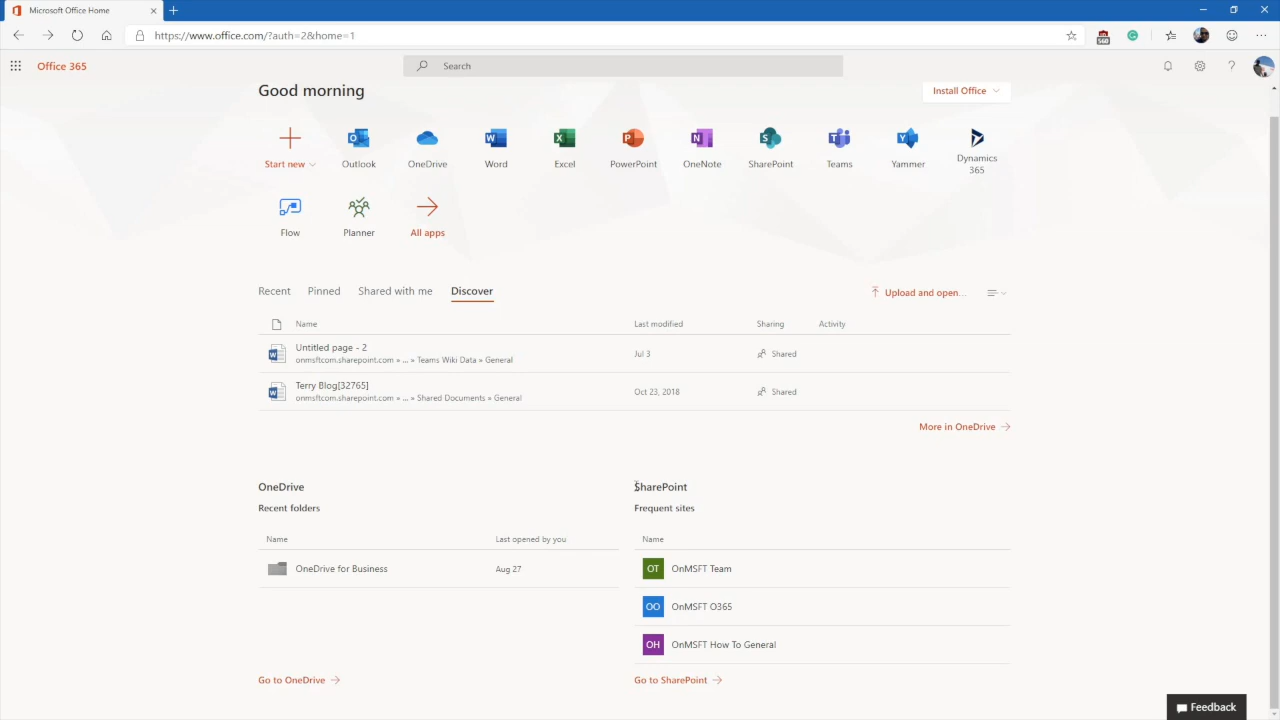 Microsoft Office Home
https://www.office.com/?auth=2&home=1
Office 365
Search
Good morning
Install Office
Start new
Outlook
OneDrive
Word
Excel
PowerPoint
OneNote
SharePoint
Teams
Yammer
Dynamics
365
Flow
Planner
All apps
Recent
Pinned
Shared with me
Discover
Upload and open...
Name
Last modified
Sharing
Activity
Untitled page - 2
onmsftcom.sharepoint.com » ... » Teams Wiki Data » General
Jul 3
Shared
Terry Blog[32765]
onmsftcom.sharepoint.com » ... » Shared Documents » General
Oct 23, 2018
Shared
More in OneDrive
OneDrive
Recent folders
Name
Last opened by you
OneDrive for Business
Aug 27
Go to OneDrive
SharePoint
Frequent sites
Name
OT OnMSFT Team
OO OnMSFT O365
OH OnMSFT How To General
Go to SharePoint
Feedback